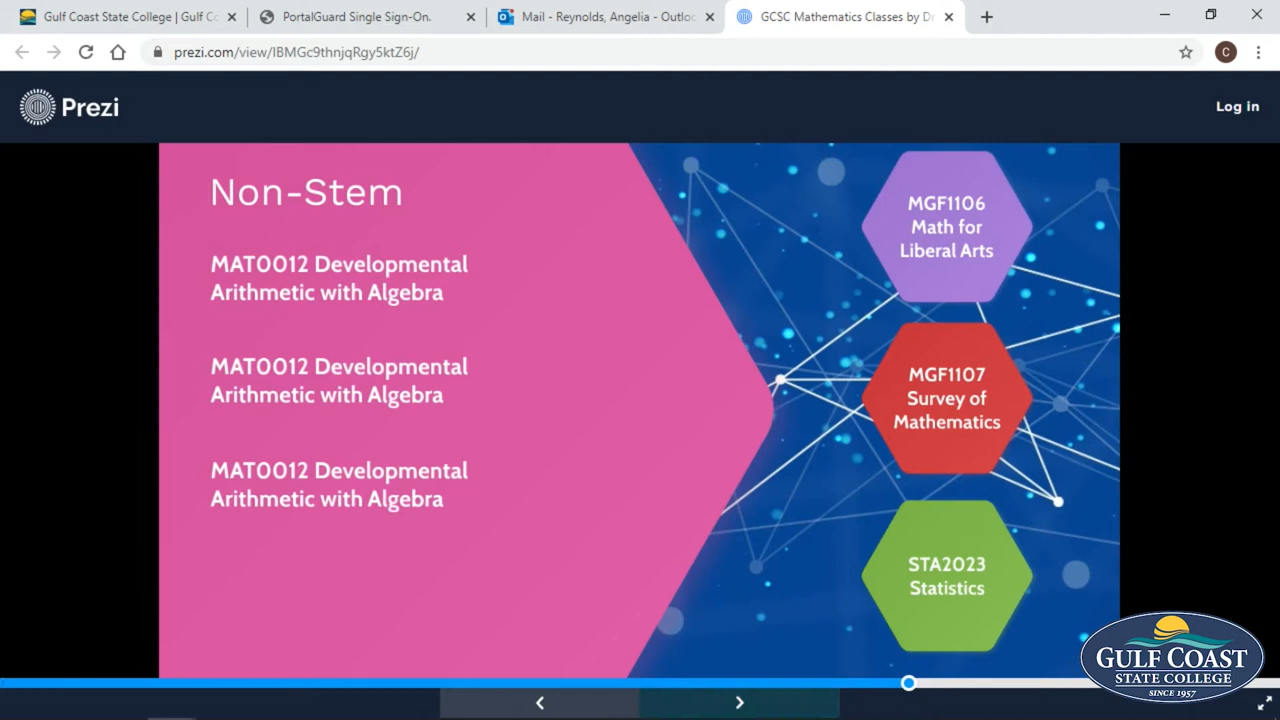 Gulf Coast State College | Gulf Co
PortalGuard Single Sign-On.
Mail - Reynolds, Angelia - Outloo
GCSC Mathematics Classes by Dr
prezi.com/view/IBMGc9thnjqRgy5ktZ6j/
C
Prezi
Log in
Non-Stem
MAT0012 Developmental
Arithmetic with Algebra
MAT0012 Developmental
Arithmetic with Algebra
MAT0012 Developmental
Arithmetic with Algebra
MGF1106
Math for
Liberal Arts
MGF1107
Survey of
Mathematics
STA2023
Statistics
GULF COAST
STATE COLLEGE
SINCE 1957